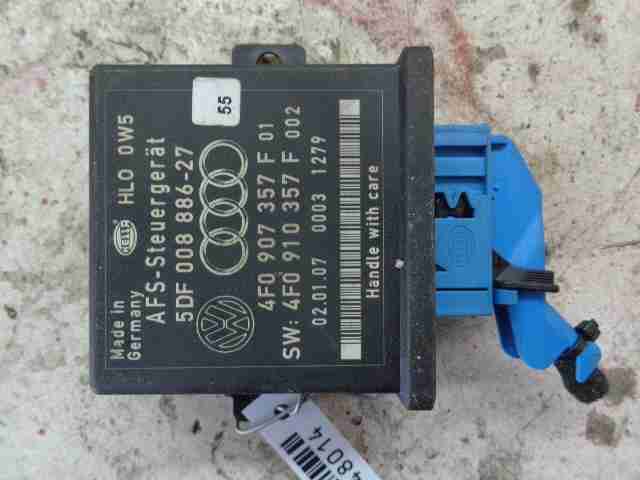 55
HELLA HLO 0W5
AFS-Steuergerät
5DF 008 886-27
Made in
Germany
4F0 907 357 F 01
SW: 4F0 910 357 F 002
02.01.07 0003 1279
Handle with care
48014